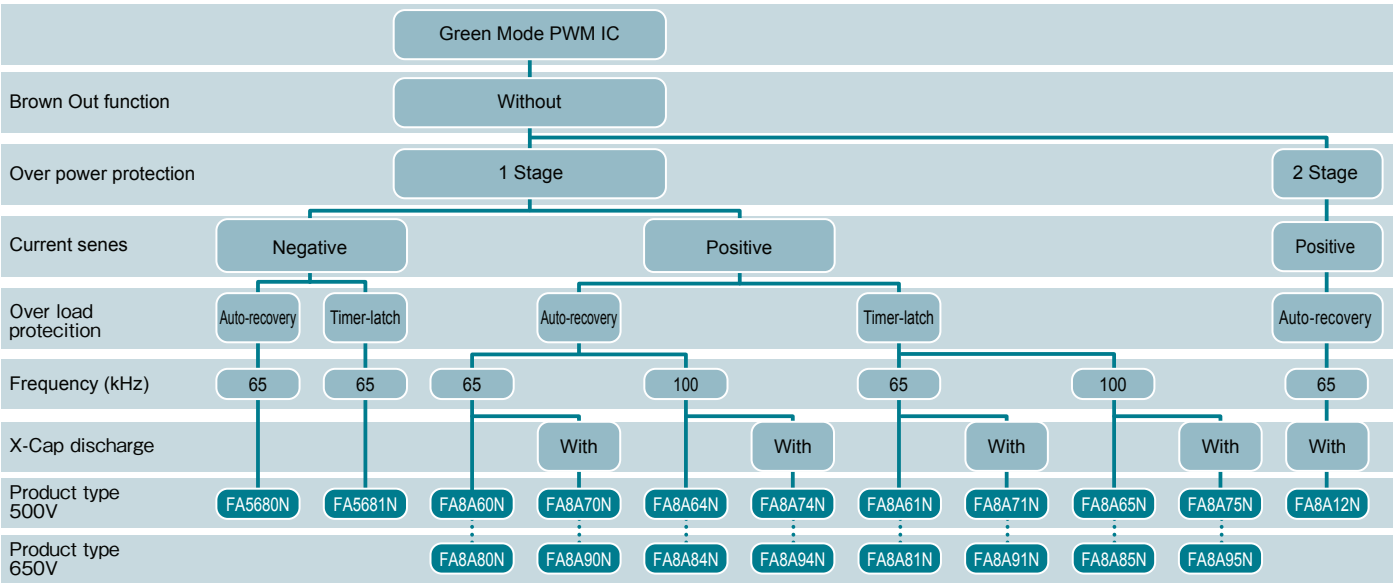 Green Mode PWM IC
Brown Out function
Without
Over power protection
1 Stage
2 Stage
Current senes
Negative
Positive
Positive
Over load
protecition
Auto-recovery
Timer-latch
Auto-recovery
Timer-latch
Auto-recovery
Frequency (kHz)
65
65
65
100
65
100
65
X-Cap discharge
With
With
With
With
With
Product type
500V
FA5680N
FA5681N
FA8A60N
FA8A70N
FA8A64N
FA8A74N
FA8A61N
FA8A71N
FA8A65N
FA8A75N
FA8A12N
Product type
650V
FA8A80N
FA8A90N
FA8A84N
FA8A94N
FA8A81N
FA8A91N
FA8A85N
FA8A95N